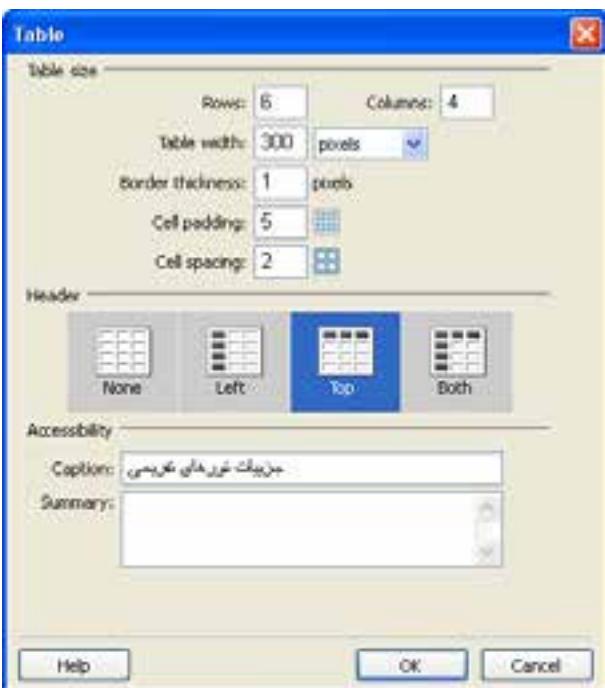 Table
Table size
Rows: 6 Columns: 4
Table width: 300 pixels
Border thickness: 1 pixels
Cell padding: 5
Cell spacing: 2
Header
None Left Top Both
Accessibility
Caption: جزییات تورهای
Summary:
Help OK Cancel